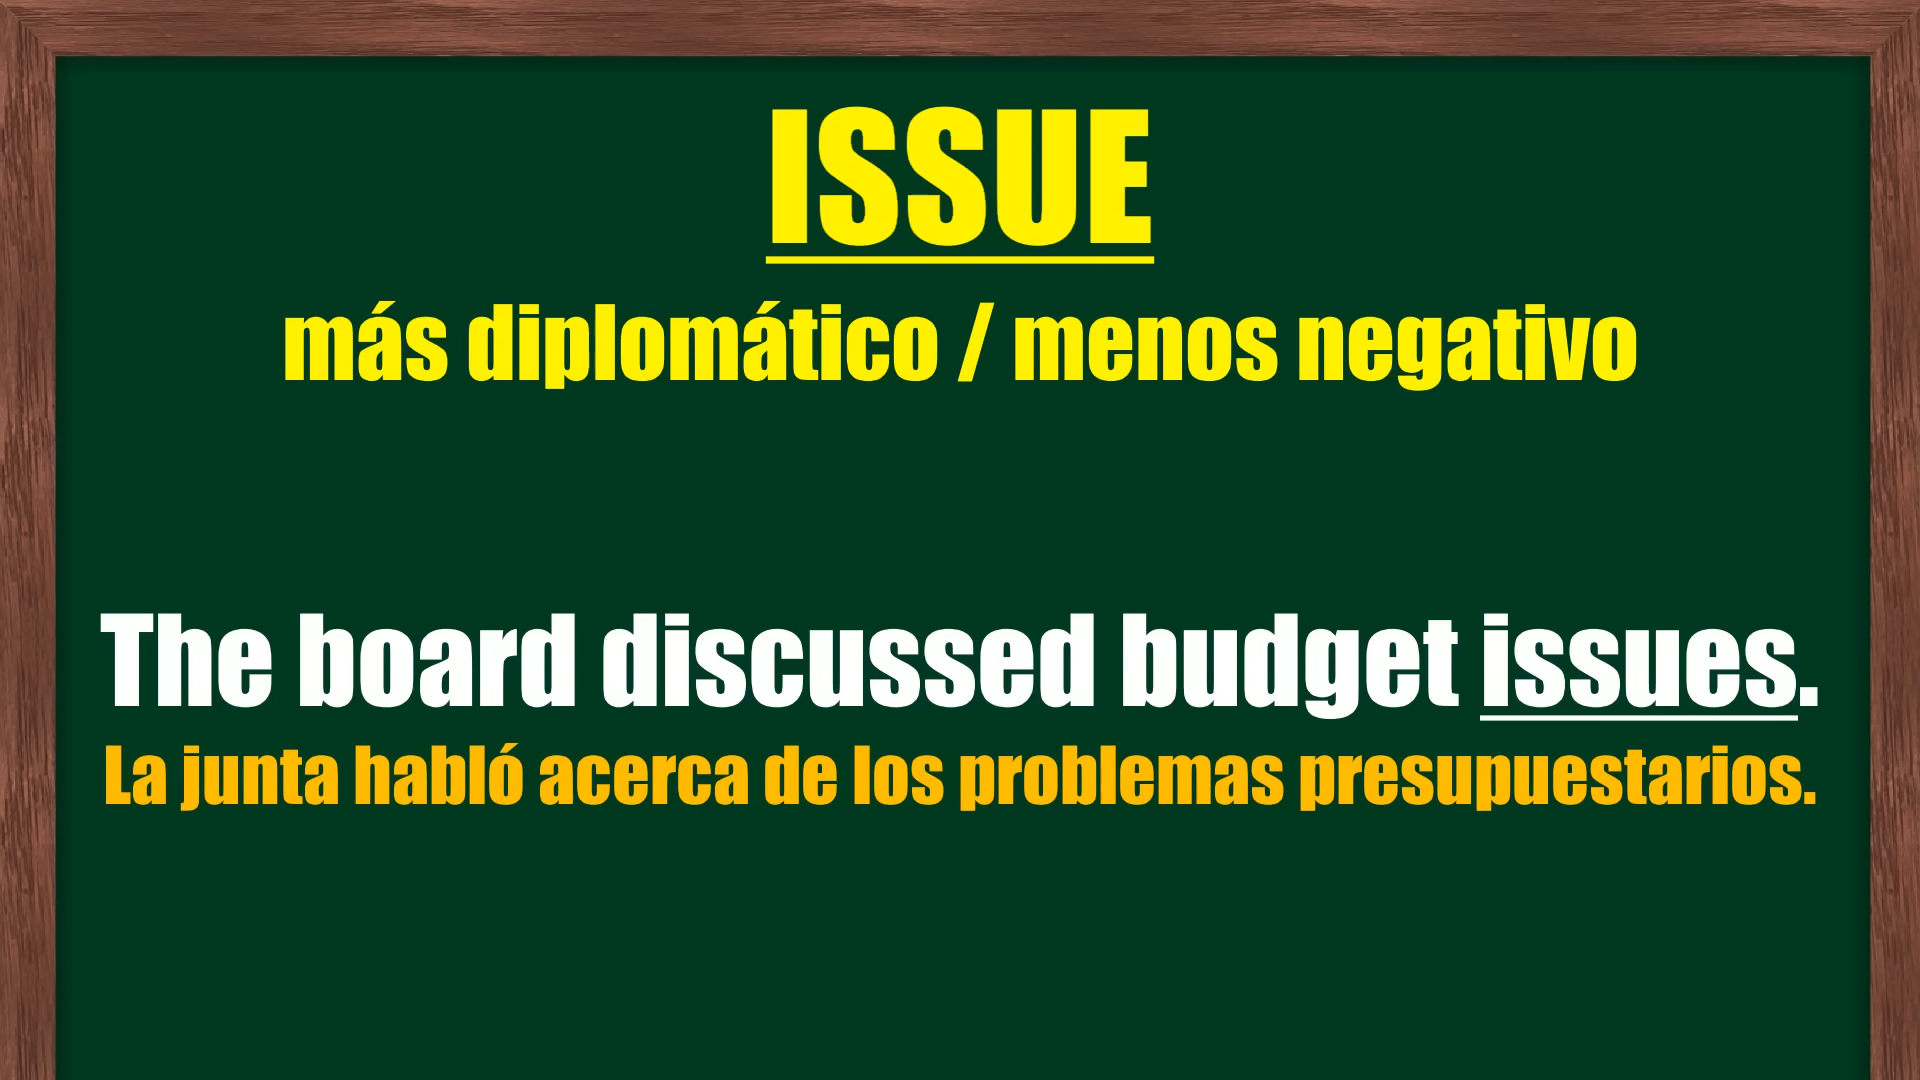 ISSUE
más diplomático / menos negativo
The board discussed budget issues.
La junta habló acerca de los problemas presupuestarios.